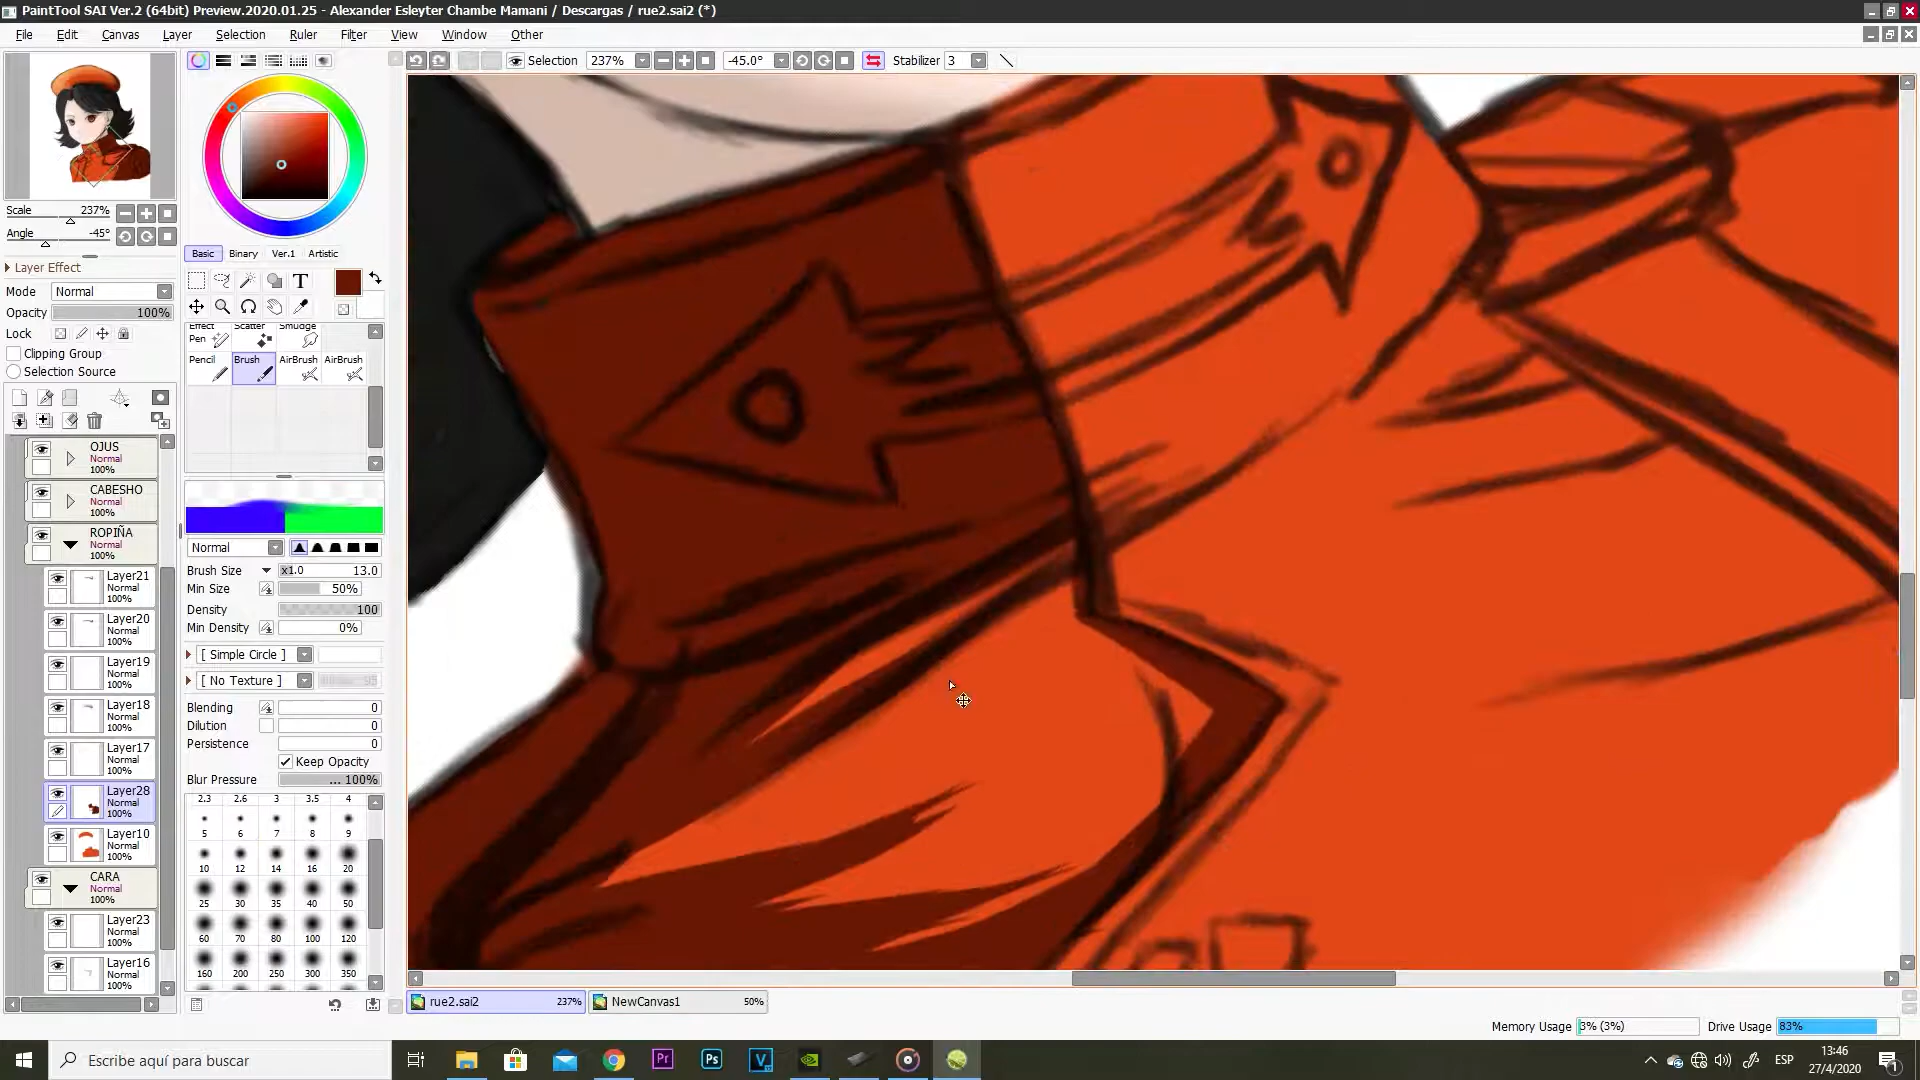 PaintTool SAI Ver.2 (64bit) Preview.2020.01.25 - Alexander Esleyter Chambe Mamani / Descargas / rue2.sai2 (*)
File Edit Canvas Layer Selection Ruler Filter View Window Other
Selection 237% -45.0° Stabilizer 3
Scale 237%
Angle -45°
Layer Effect
Mode Normal
Opacity 100%
Lock
Clipping Group
Selection Source
OJUS
Normal
100%
CABESHO
Normal
100%
ROPIÑA
Normal
100%
Layer21
Normal
100%
Layer20
Normal
100%
Layer19
Normal
100%
Layer18
Normal
100%
Layer17
Normal
100%
Layer28
Normal
100%
Layer10
Normal
100%
CARA
Normal
100%
Layer23
Normal
100%
Layer16
Normal
100%
Basic Binary Ver.1 Artistic
T
Effect Scatter Smudge
Pen
Pencil Brush AirBrush AirBrush
Normal
Brush Size x1.0 13.0
Min Size 50%
Density 100
Min Density 0%
[ Simple Circle ]
[ No Texture ]
Blending 0
Dilution 0
Persistence 0
Keep Opacity
Blur Pressure ... 100%
2.3 2.6 3 3.5 4
5 6 7 8 9
10 12 14 16 20
25 30 35 40 50
60 70 80 100 120
160 200 250 300 350
rue2.sai2 237% NewCanvas1 50%
Memory Usage 3% (3%) Drive Usage 83%
Escribe aquí para buscar
Pr Ps V
ESP
13:46
27/4/2020
1